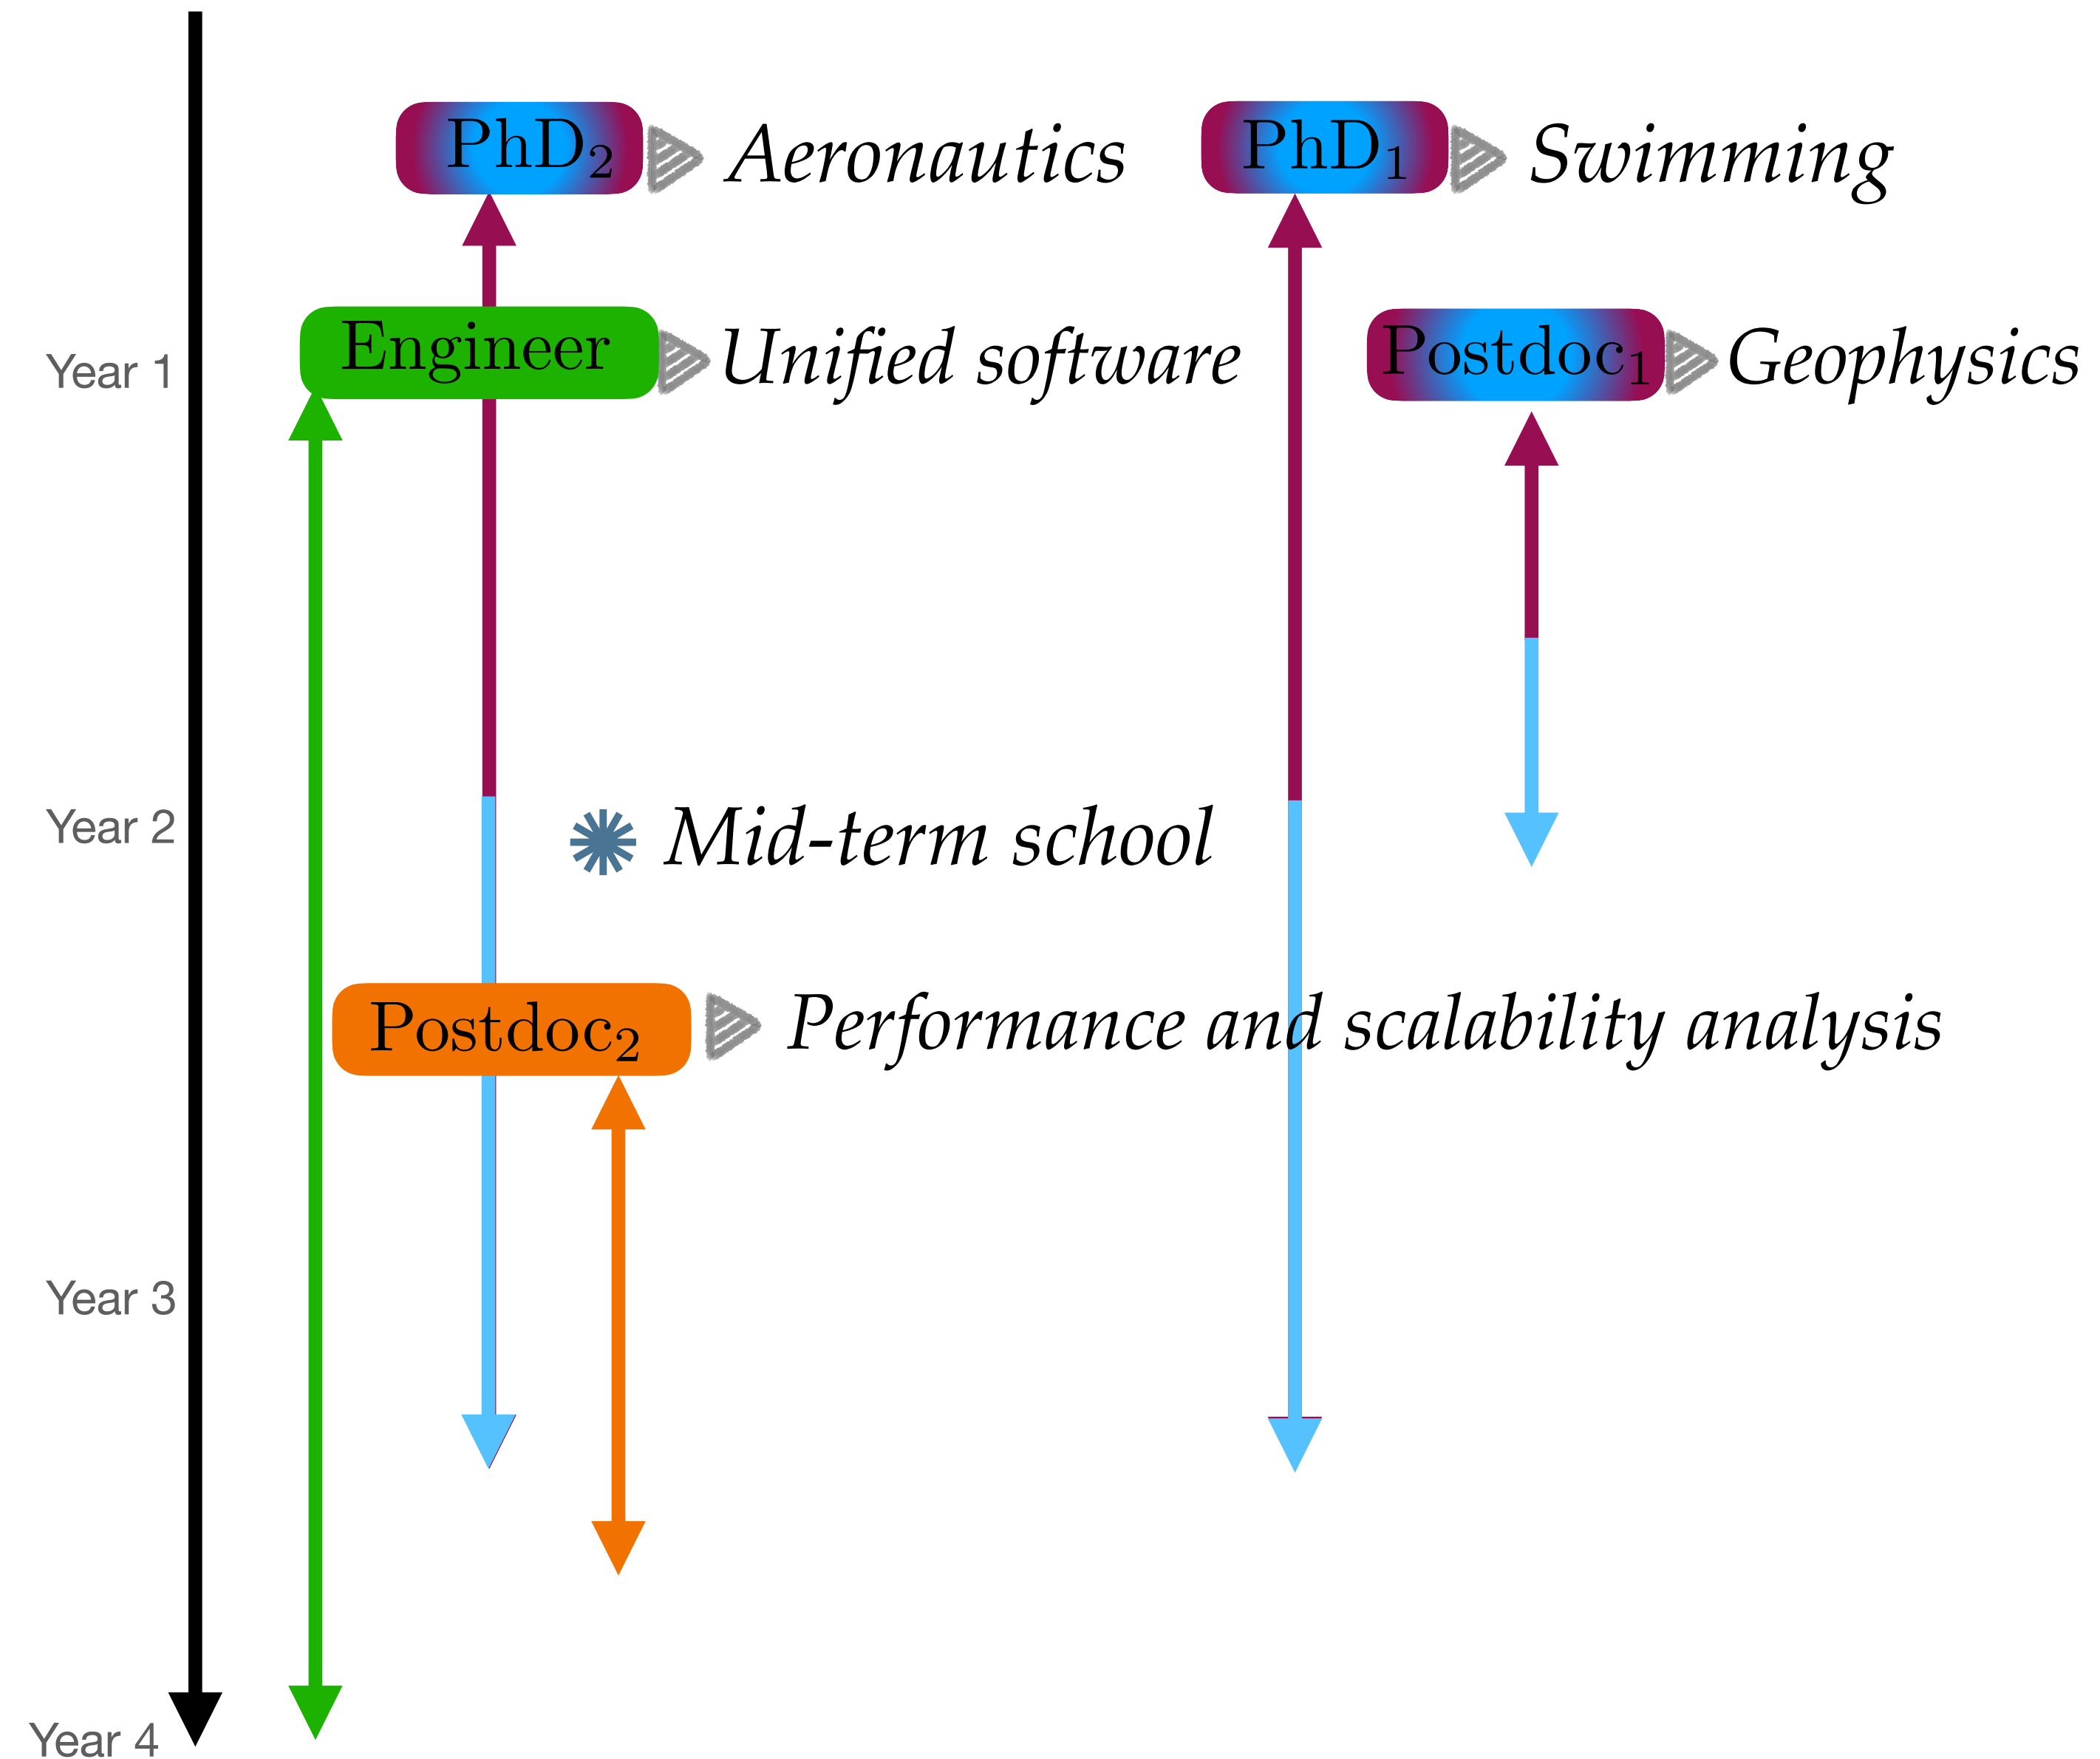 PhD₂ Aeronautics
PhD₁ Swimming
Year 1
Engineer Unified software
Postdoc₁ Geophysics
Year 2
Mid-term school
Postdoc₂ Performance and scalability analysis
Year 3
Year 4